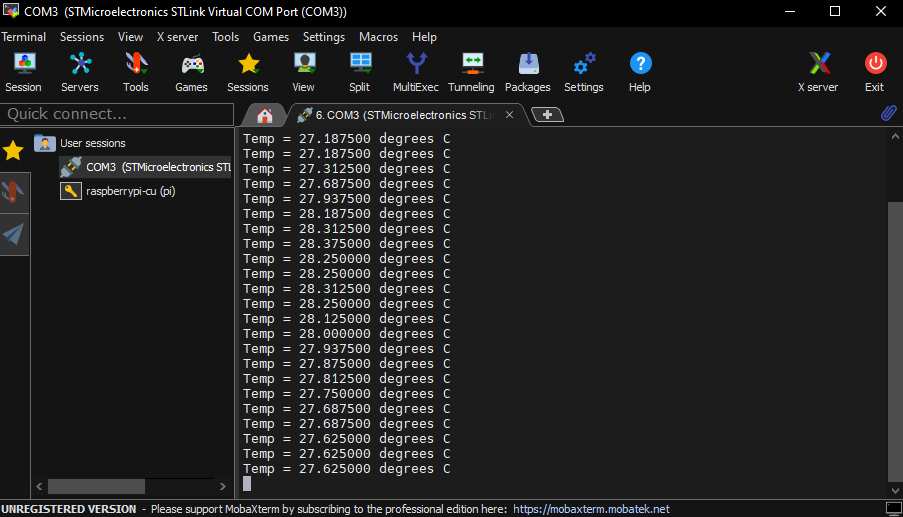 COM3 (STMicroelectronics STLink Virtual COM Port (COM3))
Terminal Sessions View X server Tools Games Settings Macros Help
Session Servers Tools Games Sessions View Split MultiExec Tunneling Packages Settings Help X server Exit
Quick connect...
6. COM3 (STMicroelectronics STLi
User sessions
COM3 (STMicroelectronics STL
raspberrypi-cu (pi)
Temp = 27.187500 degrees C
Temp = 27.187500 degrees C
Temp = 27.312500 degrees C
Temp = 27.687500 degrees C
Temp = 27.937500 degrees C
Temp = 28.187500 degrees C
Temp = 28.312500 degrees C
Temp = 28.375000 degrees C
Temp = 28.250000 degrees C
Temp = 28.250000 degrees C
Temp = 28.312500 degrees C
Temp = 28.250000 degrees C
Temp = 28.125000 degrees C
Temp = 28.000000 degrees C
Temp = 27.937500 degrees C
Temp = 27.875000 degrees C
Temp = 27.812500 degrees C
Temp = 27.750000 degrees C
Temp = 27.687500 degrees C
Temp = 27.687500 degrees C
Temp = 27.625000 degrees C
Temp = 27.625000 degrees C
Temp = 27.625000 degrees C
UNREGISTERED VERSION - Please support MobaXterm by subscribing to the professional edition here: https://mobaxterm.mobatek.net